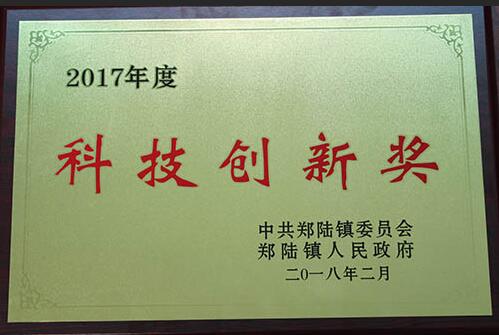 2017年度
科技创新奖
中共郑陆镇委员会
郑陆镇人民政府
二0一八年二月